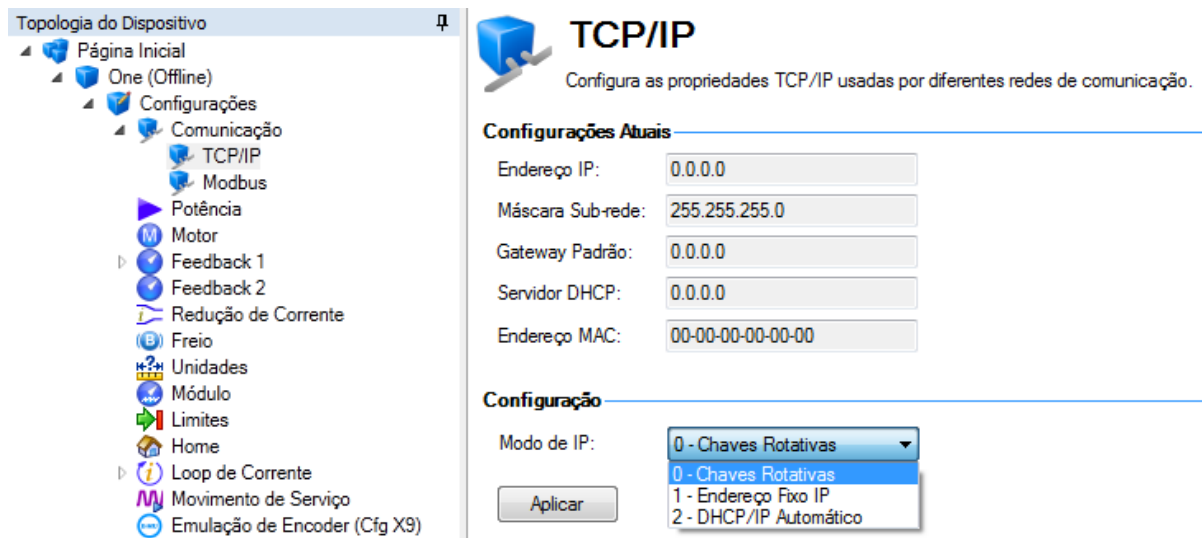 Topologia do Dispositivo
Página Inicial
One (Offline)
Configurações
Comunicação
TCP/IP
Modbus
Potência
M Motor
Feedback 1
Feedback 2
i Redução de Corrente
(B) Freio
?
Unidades
Módulo
Limites
Home
i Loop de Corrente
Movimento de Serviço
Emulação de Encoder (Cfg X9)
TCP/IP
Configura as propriedades TCP/IP usadas por diferentes redes de comunicação.
Configurações Atuais
Endereço IP: 0.0.0.0
Máscara Sub-rede: 255.255.255.0
Gateway Padrão: 0.0.0.0
Servidor DHCP: 0.0.0.0
Endereço MAC: 00-00-00-00-00-00
Configuração
Modo de IP: 0 - Chaves Rotativas
0 - Chaves Rotativas
1 - Endereço Fixo IP
2 - DHCP/IP Automático
Aplicar